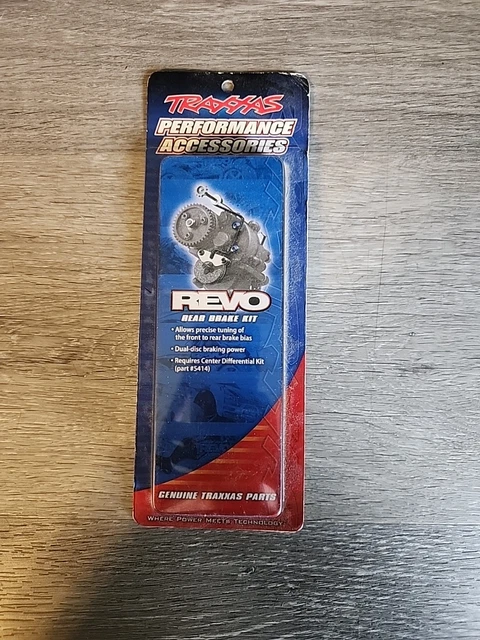 TRAXXAS
PERFORMANCE
ACCESSORIES
REVO
REAR BRAKE KIT
• Allows precise tuning of
the front to rear brake bias
• Dual-disc braking power
• Requires Center Differential Kit
(part #5414)
GENUINE TRAXXAS PARTS
WHERE POWER MEETS TECHNOLOGY